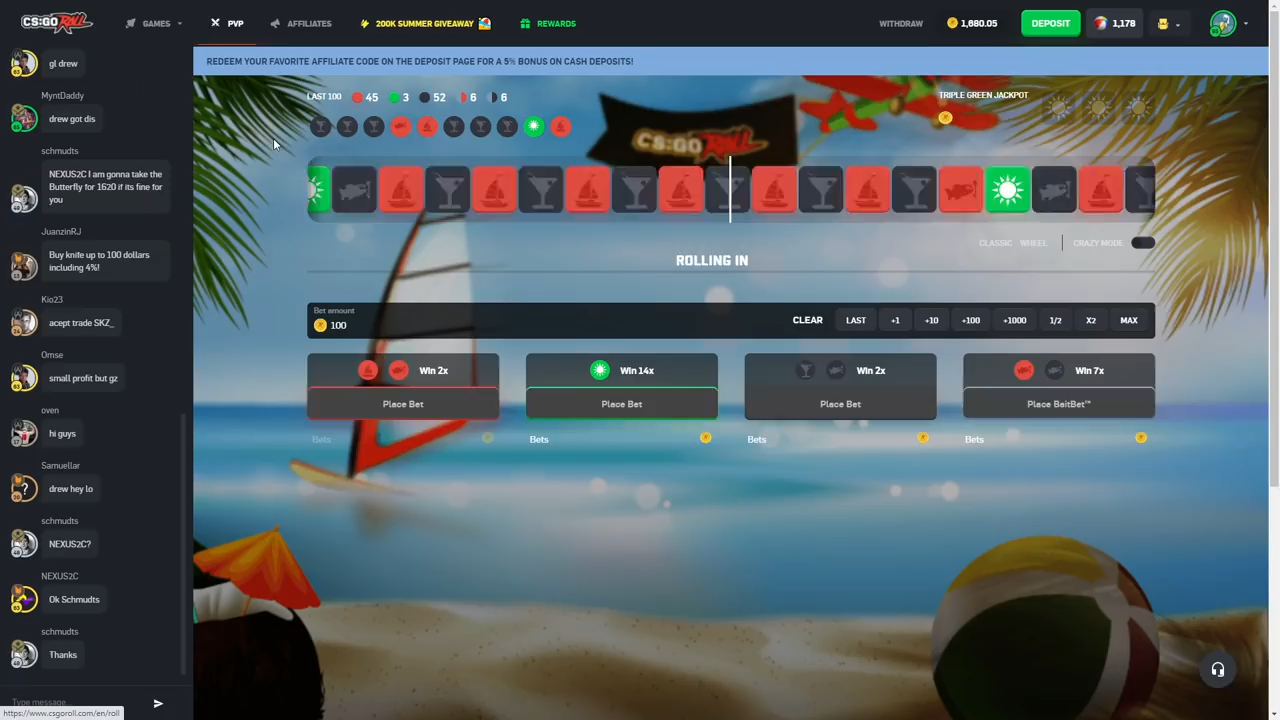 CS:GO ROLL
GAMES
PVP
AFFILIATES
200K SUMMER GIVEAWAY
REWARDS
WITHDRAW
1,680.05
DEPOSIT
1,178
REDEEM YOUR FAVORITE AFFILIATE CODE ON THE DEPOSIT PAGE FOR A 5% BONUS ON CASH DEPOSITS!
gl drew
MyntDaddy
drew got dis
schmudts
NEXUS2C I am gonna take the
Butterfly for 1620 if its fine for
you
JuanzinRJ
Buy knife up to 100 dollars
including 4%!
Kio23
acept trade SKZ_
Omse
small profit but gz
oven
hi guys
Samuellar
drew hey lo
schmudts
NEXUS2C?
NEXUS2C
Ok Schmudts
schmudts
Thanks
Type message...
https://www.csgoroll.com/en/roll
LAST 100
45
3
52
6
6
CS:GO ROLL
TRIPLE GREEN JACKPOT
CLASSIC
WHEEL
CRAZY MODE
ROLLING IN
Bet amount
100
CLEAR
LAST
+1
+10
+100
+1000
1/2
X2
MAX
Win 2x
Place Bet
Bets
Win 14x
Place Bet
Bets
Win 2x
Place Bet
Bets
Win 7x
Place BaitBet™
Bets